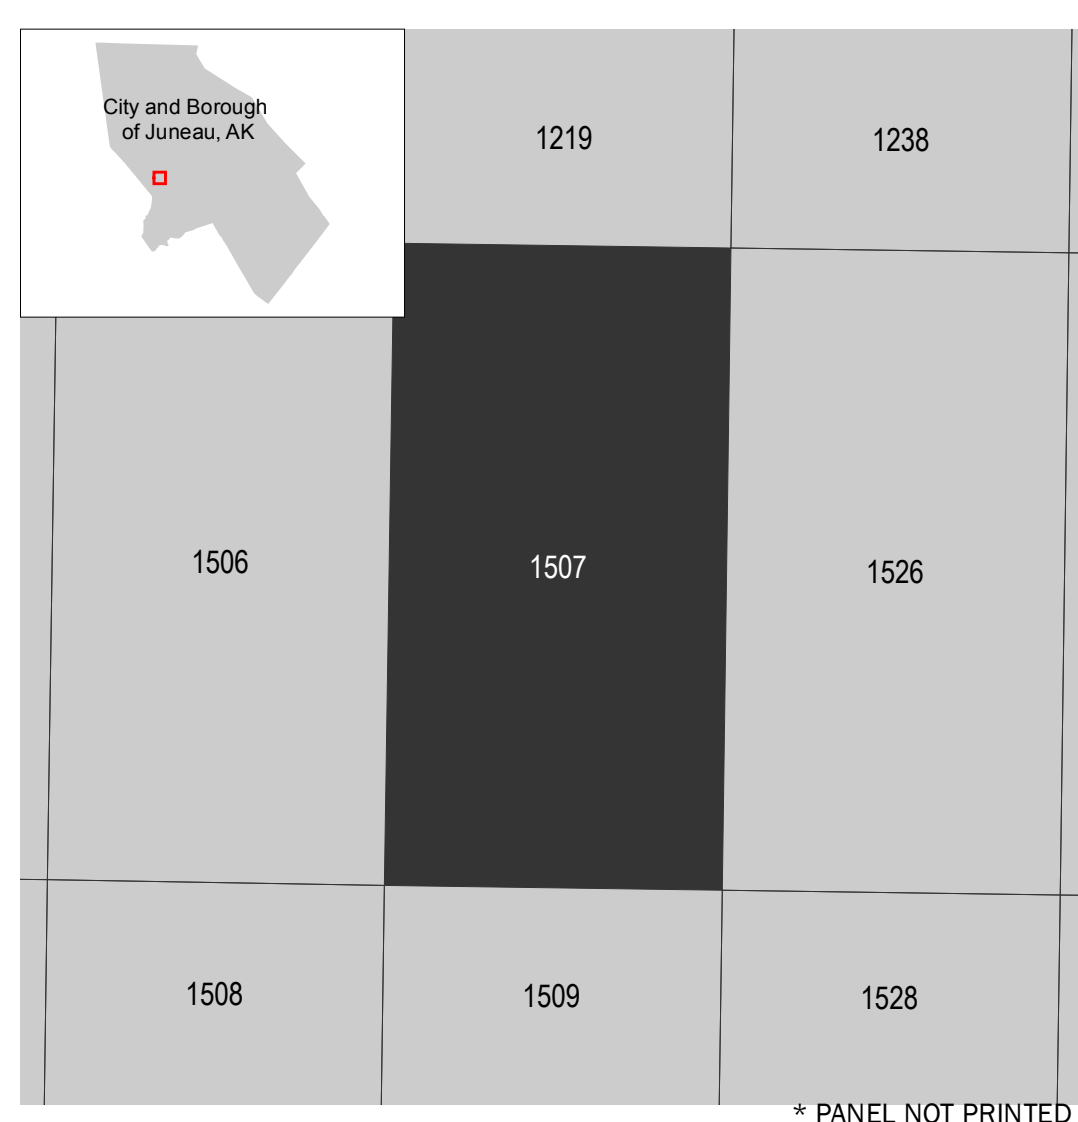 City and Borough
of Juneau, AK
1219
1238
1506
1507
1526
1508
1509
1528
* PANEL NOT PRINTED